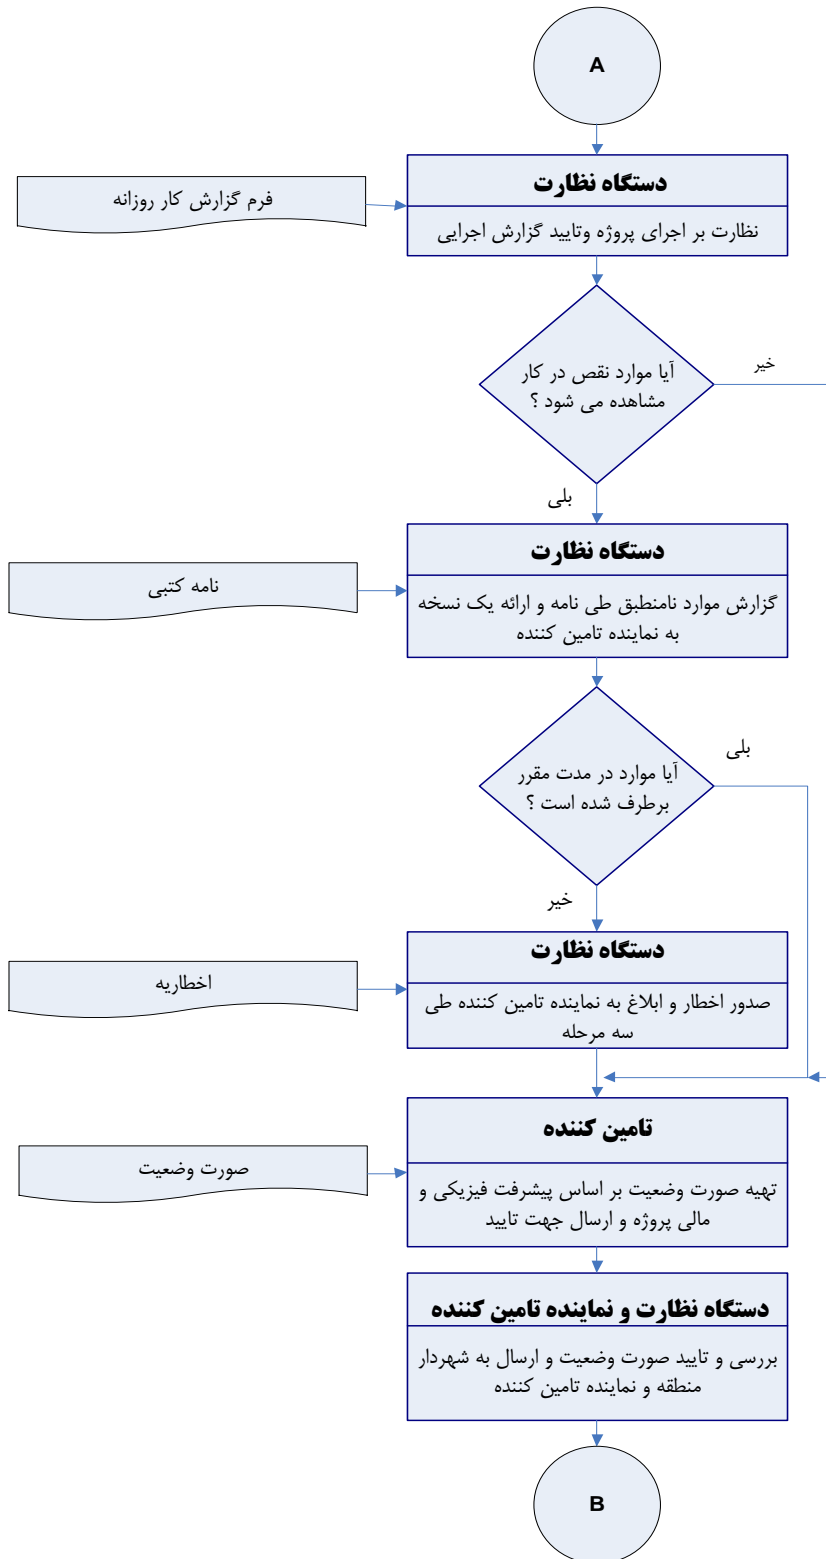 A
دستگاه نظارت
فرم گزارش کار روزانه
نظارت بر اجرای پروژه وتایید گزارش اجرایی
آیا موارد نقص در کار
مشاهده می شود ؟
خیر
بلی
دستگاه نظارت
نامه کتبی
گزارش موارد نامنطبق طی نامه و ارائه یک نسخه
به نماینده تامین کننده
آیا موارد در مدت مقرر
برطرف شده است ؟
بلی
خیر
دستگاه نظارت
اخطاریه
صدور اخطار و ابلاغ به نماینده تامین کننده طی
سه مرحله
تامین کننده
صورت وضعیت
تهیه صورت وضعیت بر اساس پیشرفت فیزیکی و
مالی پروژه و ارسال جهت تایید
دستگاه نظارت و نماینده تامین کننده
بررسی و تایید صورت وضعیت و ارسال به شهردار
منطقه و نماینده تامین کننده
B